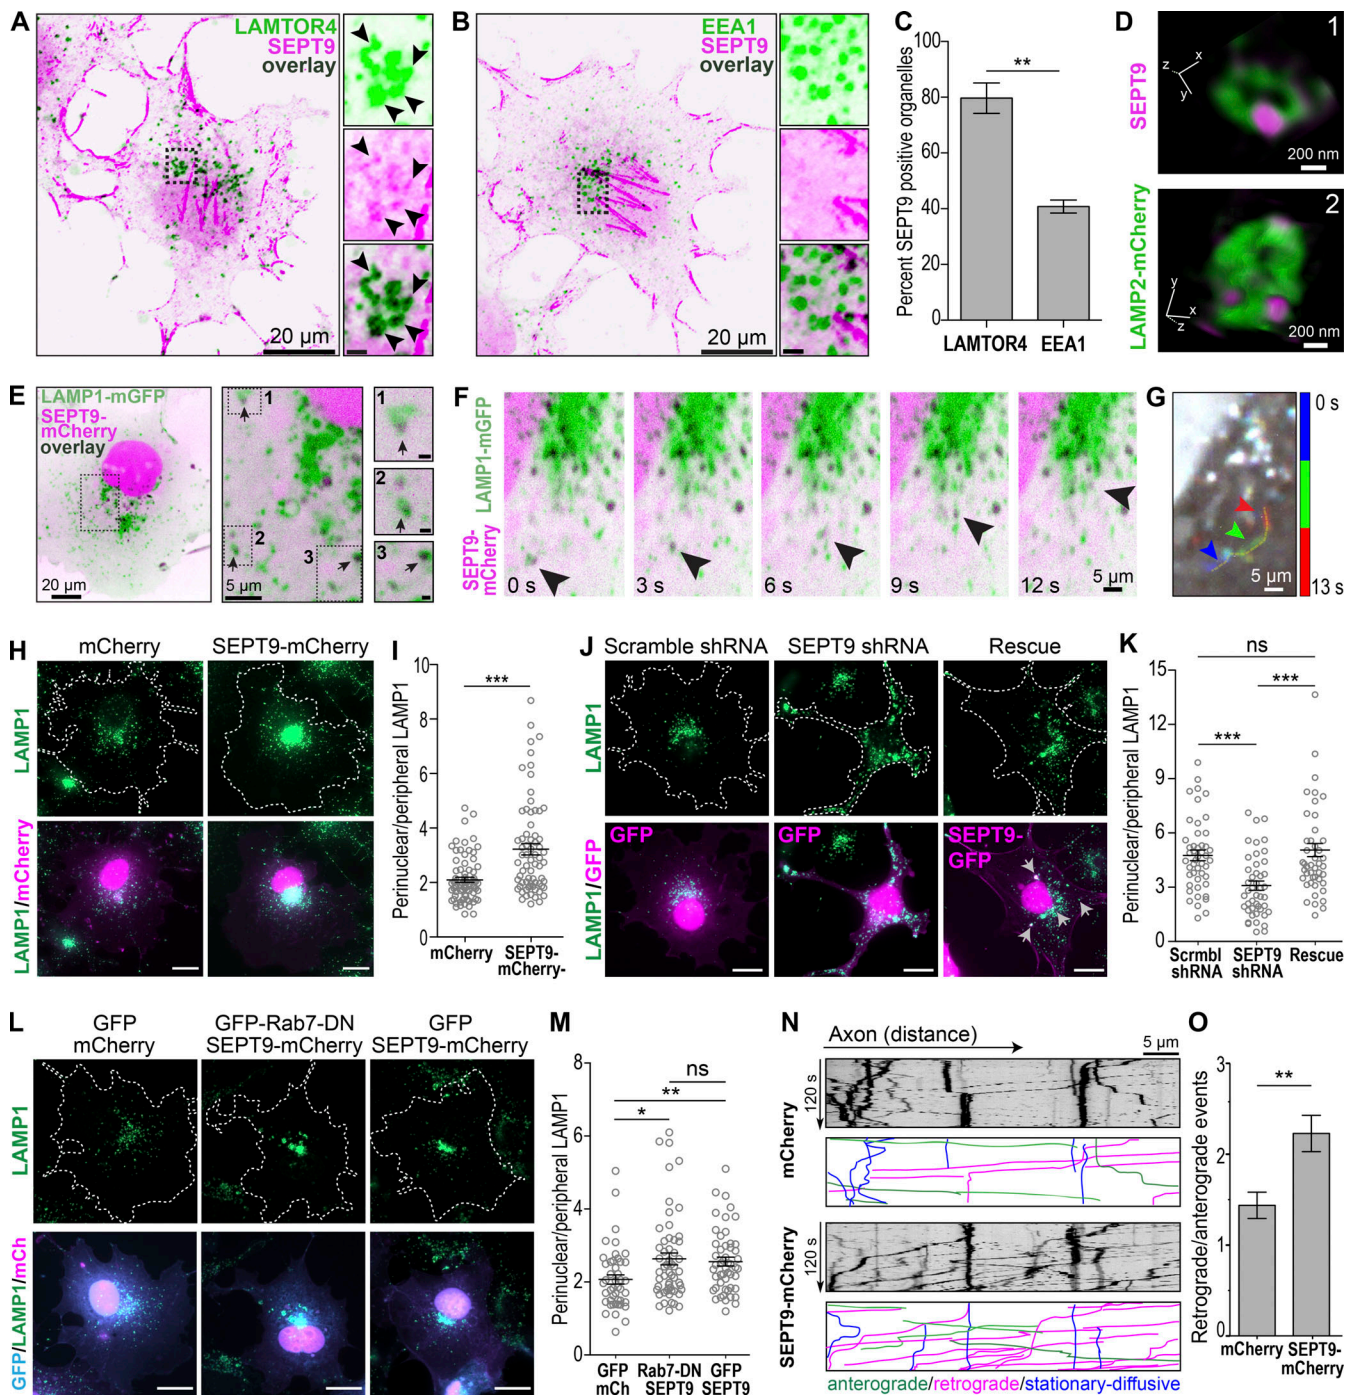 A
LAMTOR4
SEPT9
overlay
20 µm
B
EEA1
SEPT9
overlay
20 µm
C
Percent SEPT9 positive organelles
100
80
60
40
20
0
**
LAMTOR4 EEA1
D
SEPT9
LAMP2-mCherry
1
x
z
y
200 nm
2
y
x
z
200 nm
E
LAMP1-mGFP
SEPT9-
mCherry
overlay
20 µm
1
2
3
5 µm
1
2
3
F
LAMP1-mGFP
SEPT9-
mCherry
0 s
3 s
6 s
9 s
12 s
5 µm
G
0 s
13 s
5 µm
H
mCherry
SEPT9-mCherry
LAMP1
LAMP1/mCherry
I
Perinuclear/peripheral LAMP1
10
8
6
4
2
0
***
mCherry
SEPT9-
mCherry-
J
Scramble shRNA
SEPT9 shRNA
Rescue
LAMP1
LAMP1/GFP
GFP
GFP
SEPT9-
GFP
K
Perinuclear/peripheral LAMP1
15
12
9
6
3
0
ns
***
***
Scrmbl
shRNA
SEPT9
shRNA
Rescue
L
GFP
mCherry
GFP-Rab7-DN
SEPT9-mCherry
GFP
SEPT9-mCherry
LAMP1
GFP/LAMP1/mCh
M
Perinuclear/peripheral LAMP1
8
6
4
2
0
ns
**
*
GFP
mCh
Rab7-DN
SEPT9
GFP
SEPT9
N
Axon (distance)
5 µm
120 s
mCherry
120s
SEPT9-mCherry
anterograde/retrograde/stationary-diffusive
O
Retrograde/anterograde events
3
2
1
0
**
mCherry
SEPT9-
mCherry